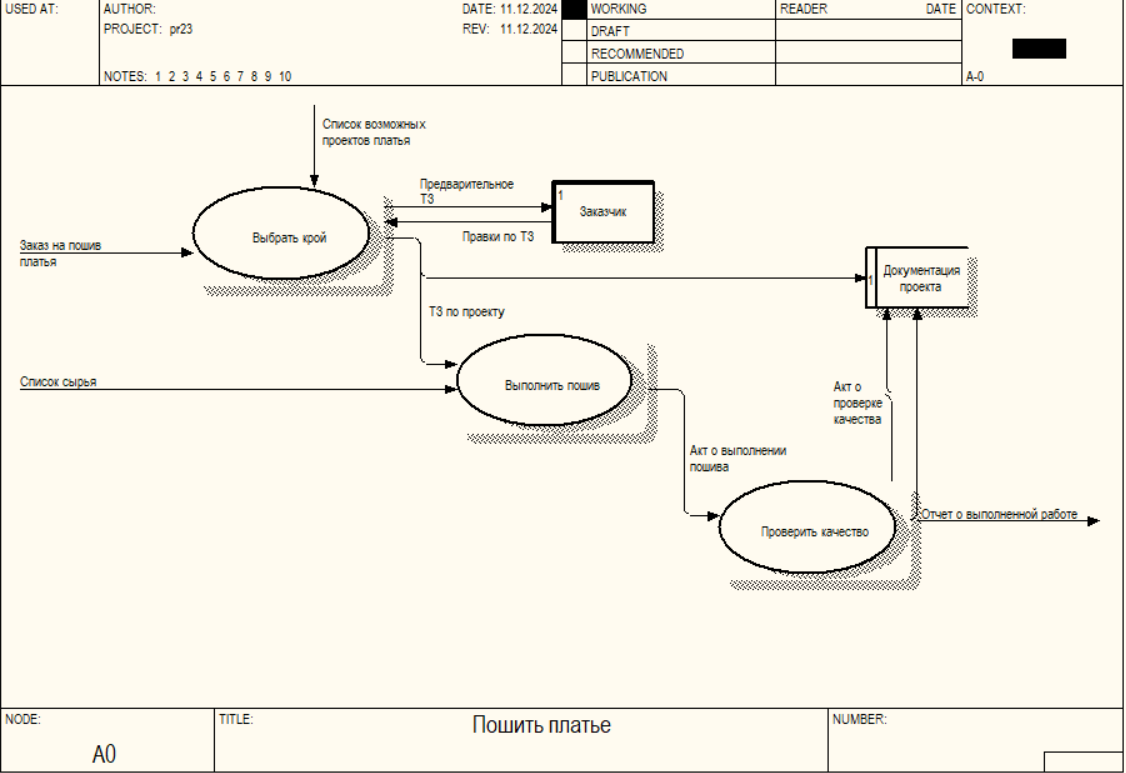 USED AT:
AUTHOR:
DATE: 11.12.2024
WORKING
READER
DATE
CONTEXT:
PROJECT: pr23
REV: 11.12.2024
DRAFT
RECOMMENDED
NOTES: 1 2 3 4 5 6 7 8 9 10
PUBLICATION
A-0
Список возможных
проектов платья
Предварительное
ТЗ
1
Заказчик
Выбрать крой
Правки по ТЗ
Заказ на пошив
платья
Документация
1
проекта
ТЗ по проекту
Список сырья
Выполнить пошив
Акт о
проверке
качества
Акт о выполнении
пошива
Отчет о выполненной работе
Проверить качество
NODE:
TITLE:
Пошить платье
NUMBER:
A0